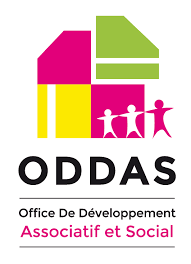 ODDAS
Office De Développement
Associatif et Social